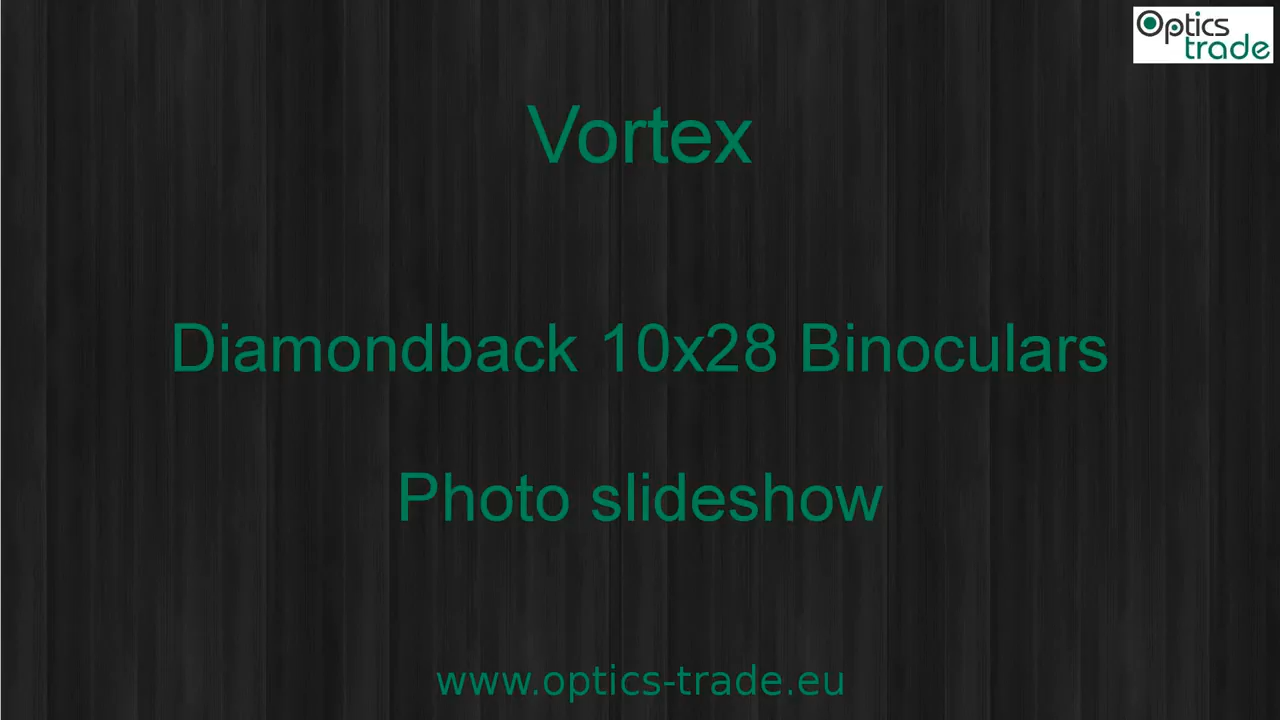 Optics
trade
Vortex
Diamondback 10x28 Binoculars
Photo slideshow
www.optics-trade.eu